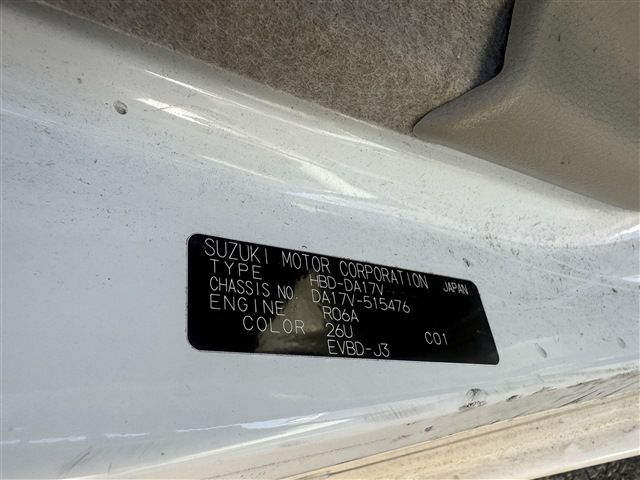 SUZUKI MOTOR CORPORATION JAPAN
TYPE HBD-DA17V
CHASSIS NO. DA17V-515476
ENGINE R06A
COLOR 26U C01
EVBD-J3